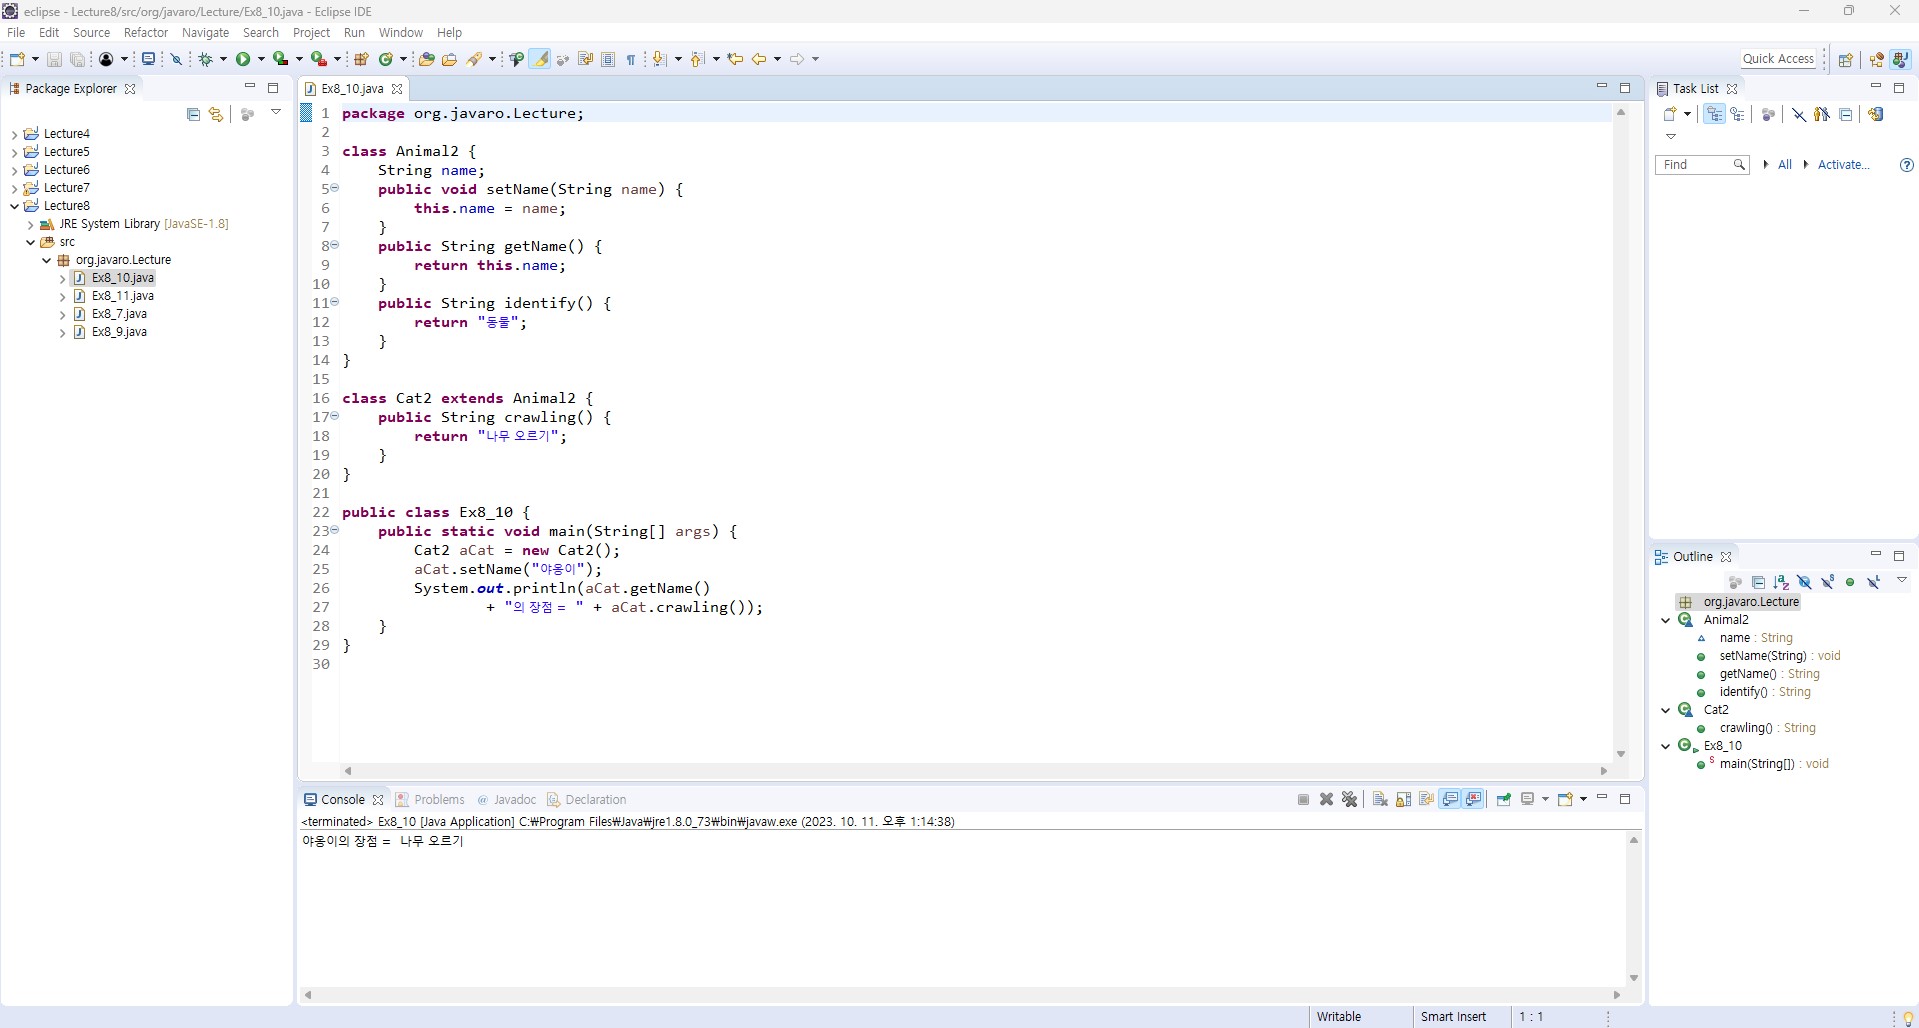 eclipse - Lecture8/src/org/javaro/Lecture/Ex8_10.java - Eclipse IDE
File Edit Source Refactor Navigate Search Project Run Window Help
Quick Access
Package Explorer
Lecture4
Lecture5
Lecture6
Lecture7
Lecture8
JRE System Library [JavaSE-1.8]
src
org.javaro.Lecture
Ex8_10.java
Ex8_11.java
Ex8_7.java
Ex8_9.java
Ex8_10.java
1 package org.javaro.Lecture;
2
3 class Animal2 {
4     String name;
5     public void setName(String name) {
6         this.name = name;
7     }
8     public String getName() {
9         return this.name;
10     }
11     public String identify() {
12         return "동물";
13     }
14 }
15
16 class Cat2 extends Animal2 {
17     public String crawling() {
18         return "나무 오르기";
19     }
20 }
21
22 public class Ex8_10 {
23     public static void main(String[] args) {
24         Cat2 aCat = new Cat2();
25         aCat.setName("야옹이");
26         System.out.println(aCat.getName()
27                 + "의 장점 = " + aCat.crawling());
28     }
29 }
30
Console Problems @ Javadoc Declaration
<terminated> Ex8_10 [Java Application] C:₩Program Files₩Java₩jre1.8.0_73₩bin₩javaw.exe (2023. 10. 11. 오후 1:14:38)
야옹이의 장점 = 나무 오르기
Task List
Find All Activate...
Outline
org.javaro.Lecture
Animal2
name : String
setName(String) : void
getName() : String
identify() : String
Cat2
crawling() : String
Ex8_10
main(String[]) : void
Writable Smart Insert 1 : 1